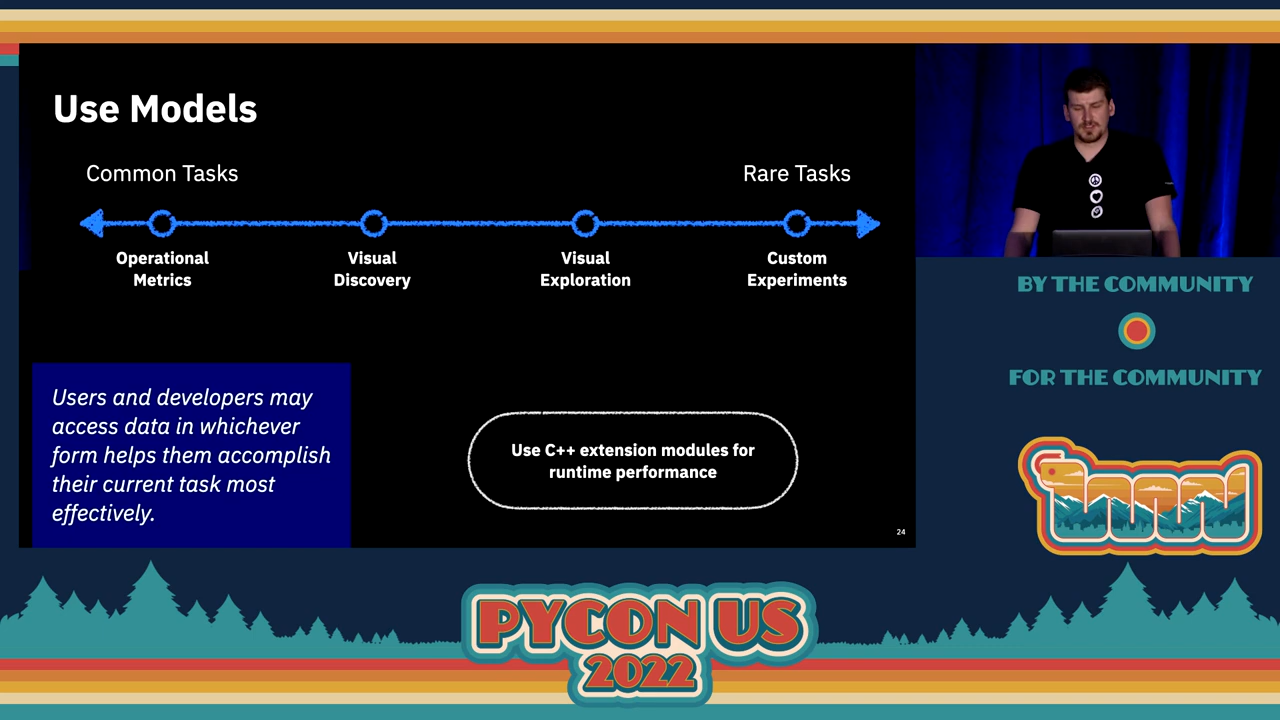 Use Models
Common Tasks
Rare Tasks
Operational
Metrics
Visual
Discovery
Visual
Exploration
Custom
Experiments
Users and developers may
access data in whichever
form helps them accomplish
their current task most
effectively.
Use C++ extension modules for
runtime performance
24
BY THE COMMUNITY
FOR THE COMMUNITY
PYCON US
2022